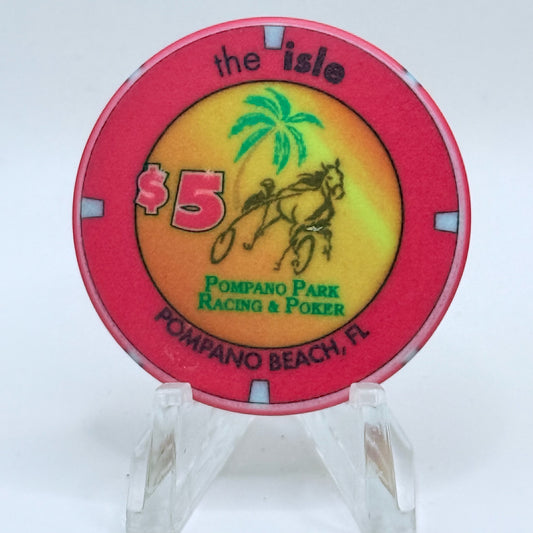 the isle
$5
POMPANO PARK
RACING & POKER
POMPANO BEACH, FL